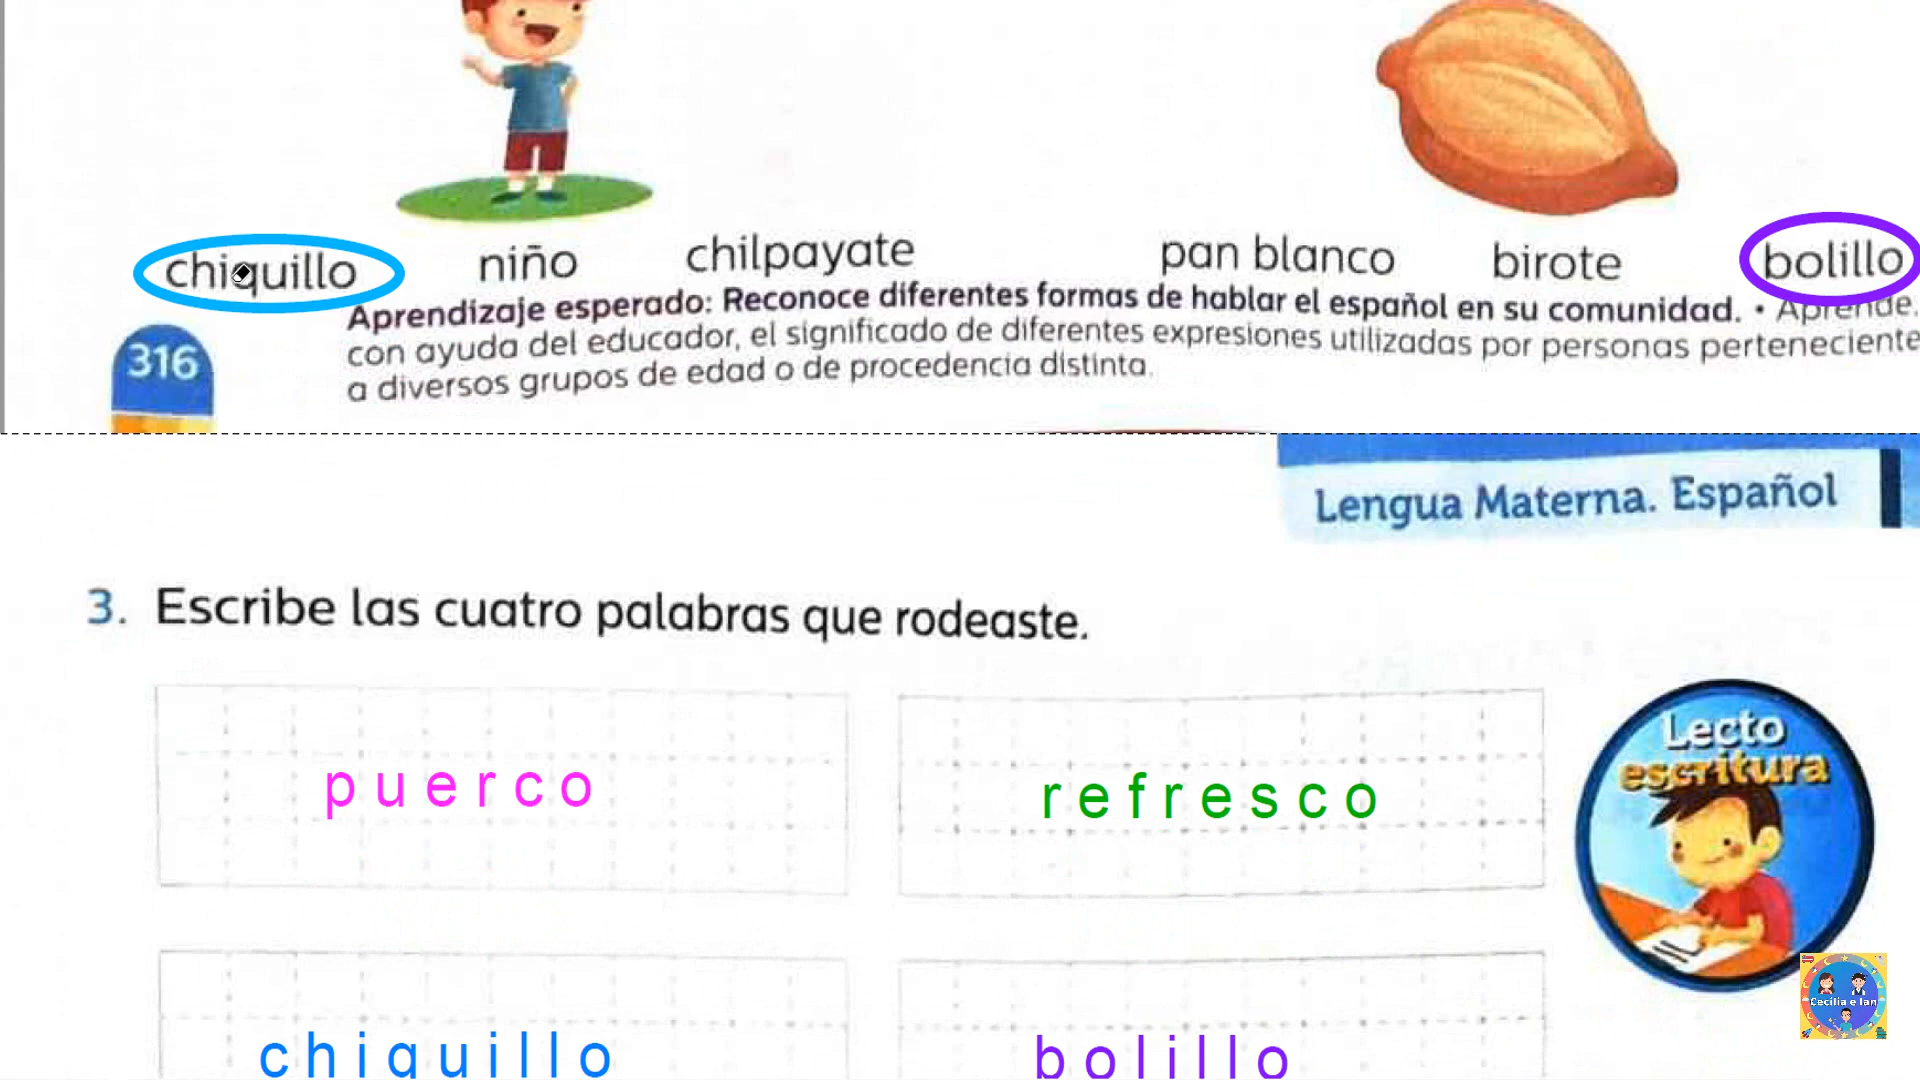 chiquillo niño chilpayate pan blanco birote bolillo
Aprendizaje esperado: Reconoce diferentes formas de hablar el español en su comunidad. • Aprende,
con ayuda del educador, el significado de diferentes expresiones utilizadas por personas perteneciente
a diversos grupos de edad o de procedencia distinta.
316
Lengua Materna. Español
3. Escribe las cuatro palabras que rodeaste.
puerco
refresco
Lecto
escritura
chiquillo
bolillo
Cecilia e Ian